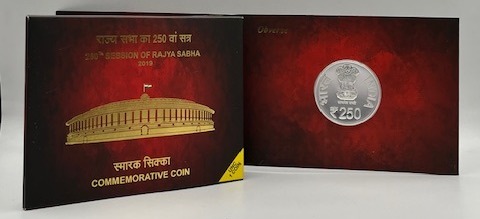 राज्य सभा का 250 वां सत्र
250th SESSION OF RAJYA SABHA
2019
स्मारक सिक्का
COMMEMORATIVE COIN
Obverse
₹250